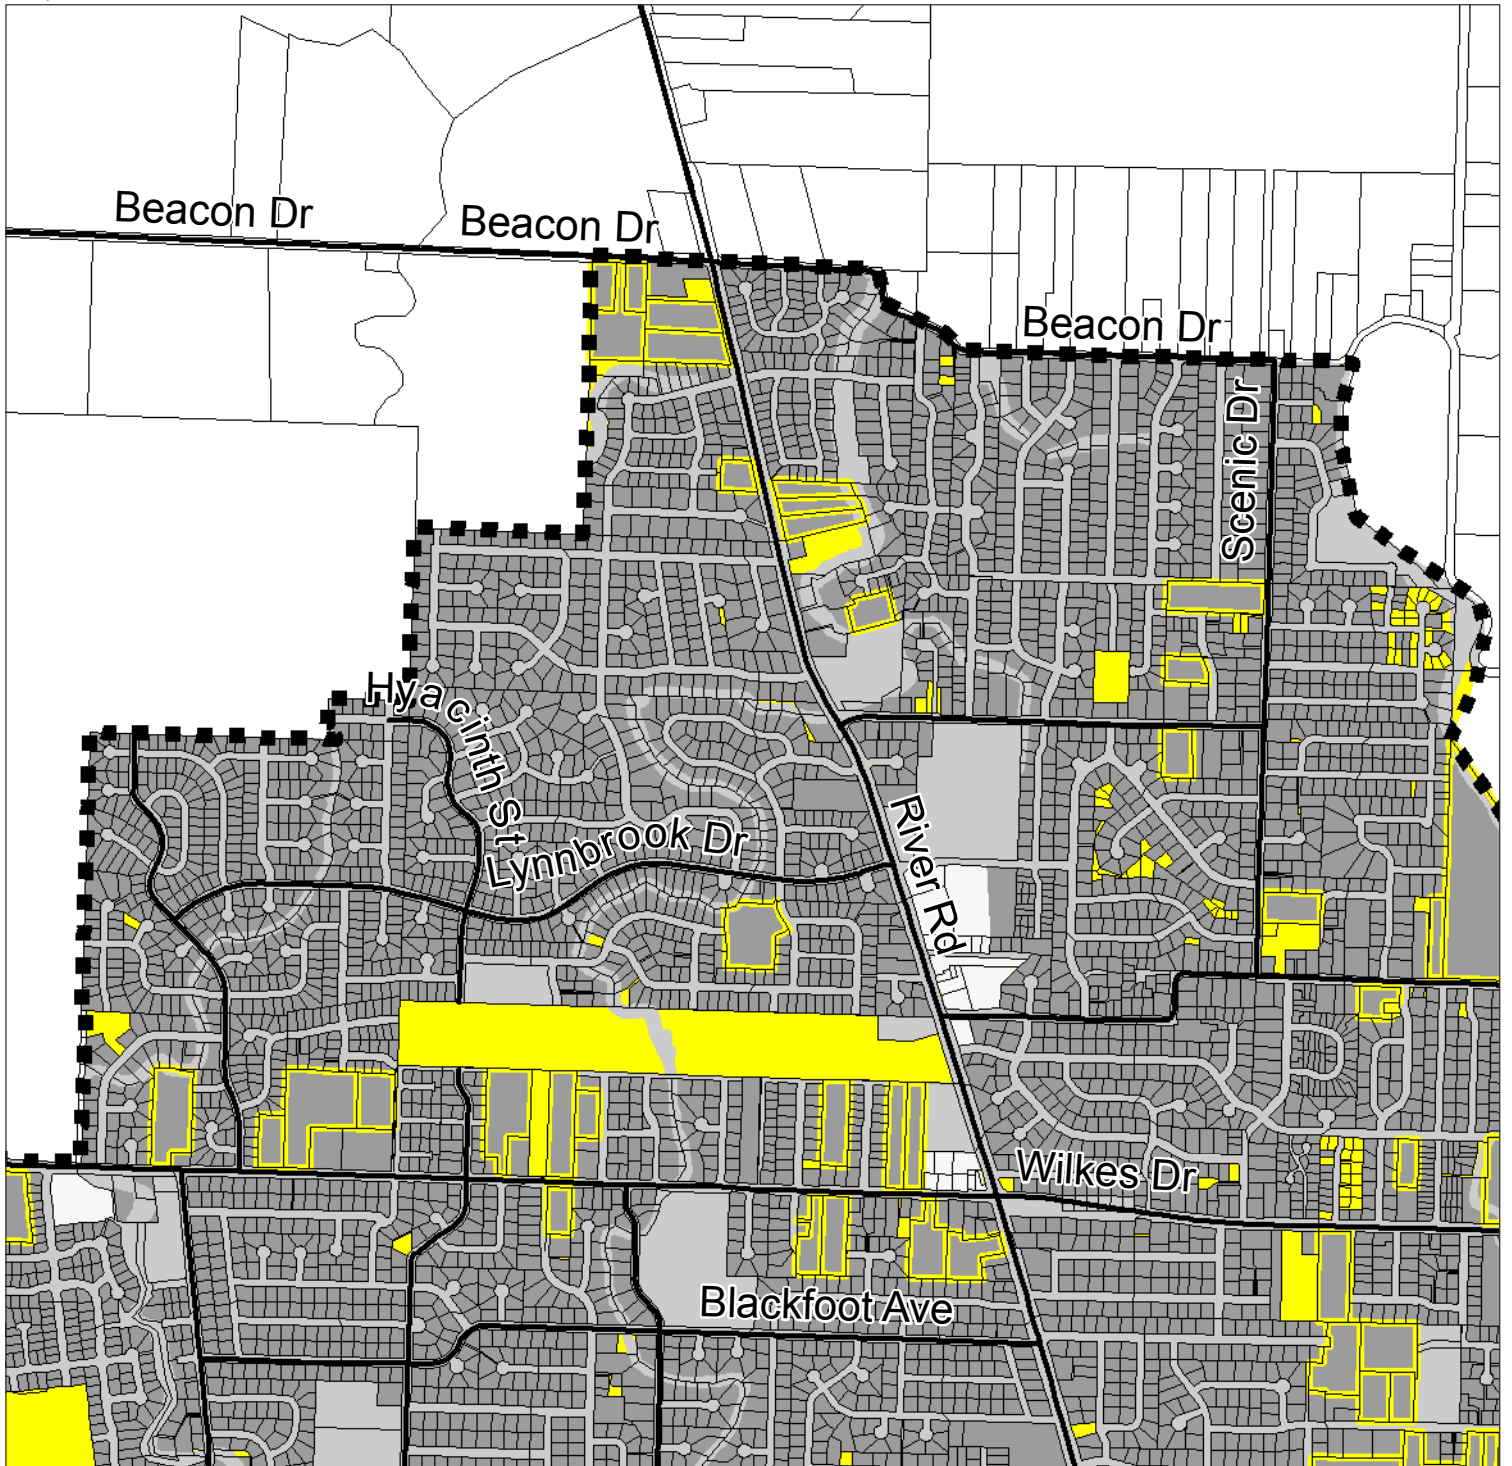 Beacon Dr
Beacon Dr
Beacon Dr
Scenic Dr
Hyacinth St
Lynnbrook Dr
River Rd
Wilkes Dr
Blackfoot Ave